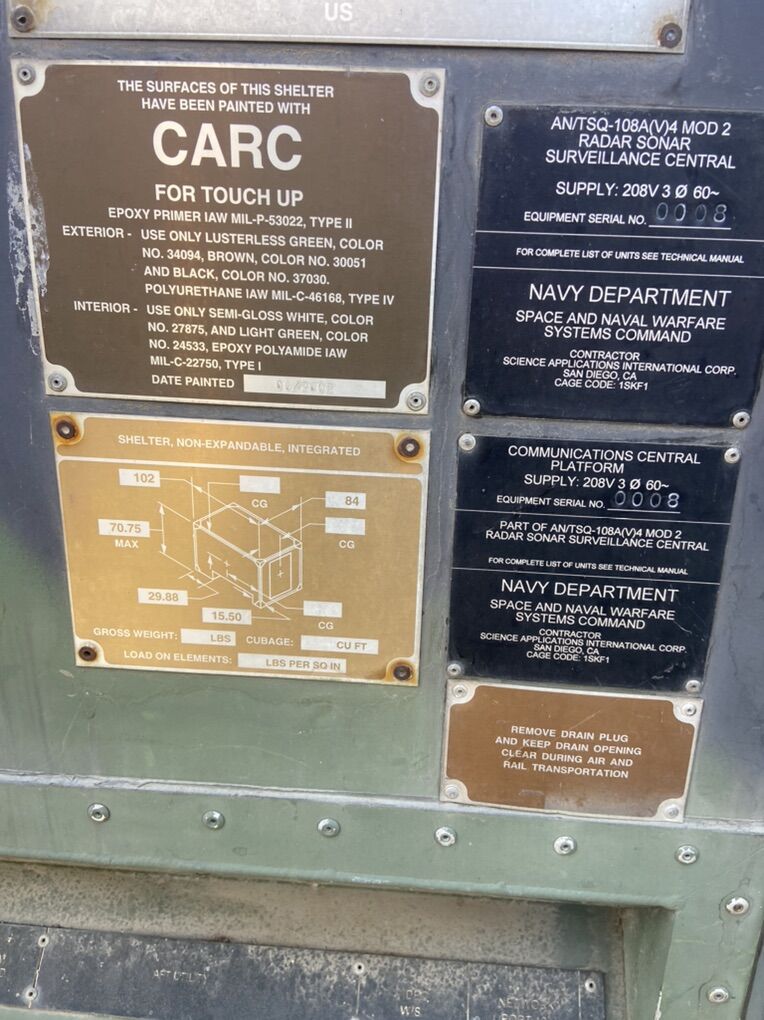 US
THE SURFACES OF THIS SHELTER
HAVE BEEN PAINTED WITH
CARC
FOR TOUCH UP
EPOXY PRIMER IAW MIL-P-53022, TYPE II
EXTERIOR - USE ONLY LUSTERLESS GREEN, COLOR
NO. 34094, BROWN, COLOR NO. 30051
AND BLACK, COLOR NO. 37030.
POLYURETHANE IAW MIL-C-46168, TYPE IV
INTERIOR - USE ONLY SEMI-GLOSS WHITE, COLOR
NO. 27875, AND LIGHT GREEN, COLOR
NO. 24533, EPOXY POLYAMIDE IAW
MIL-C-22750, TYPE I
DATE PAINTED
AN/TSQ-108A(V)4 MOD 2
RADAR SONAR
SURVEILLANCE CENTRAL
SUPPLY: 208V 3 Ø 60~
EQUIPMENT SERIAL NO. 0008
FOR COMPLETE LIST OF UNITS SEE TECHNICAL MANUAL
NAVY DEPARTMENT
SPACE AND NAVAL WARFARE
SYSTEMS COMMAND
CONTRACTOR
SCIENCE APPLICATIONS INTERNATIONAL CORP.
SAN DIEGO, CA
CAGE CODE: 1SKF1
SHELTER, NON-EXPANDABLE, INTEGRATED
102
CG
84
70.75
MAX
CG
29.88
15.50
CG
GROSS WEIGHT: LBS CUBAGE: CU FT
LOAD ON ELEMENTS: LBS PER SQ IN
COMMUNICATIONS CENTRAL
PLATFORM
SUPPLY: 208V 3 Ø 60~
EQUIPMENT SERIAL NO. 0008
PART OF AN/TSQ-108A(V)4 MOD 2
RADAR SONAR SURVEILLANCE CENTRAL
FOR COMPLETE LIST OF UNITS SEE TECHNICAL MANUAL
NAVY DEPARTMENT
SPACE AND NAVAL WARFARE
SYSTEMS COMMAND
CONTRACTOR
SCIENCE APPLICATIONS INTERNATIONAL CORP.
SAN DIEGO, CA
CAGE CODE: 1SKF1
REMOVE DRAIN PLUG
AND KEEP DRAIN OPENING
CLEAR DURING AIR AND
RAIL TRANSPORTATION
W/S